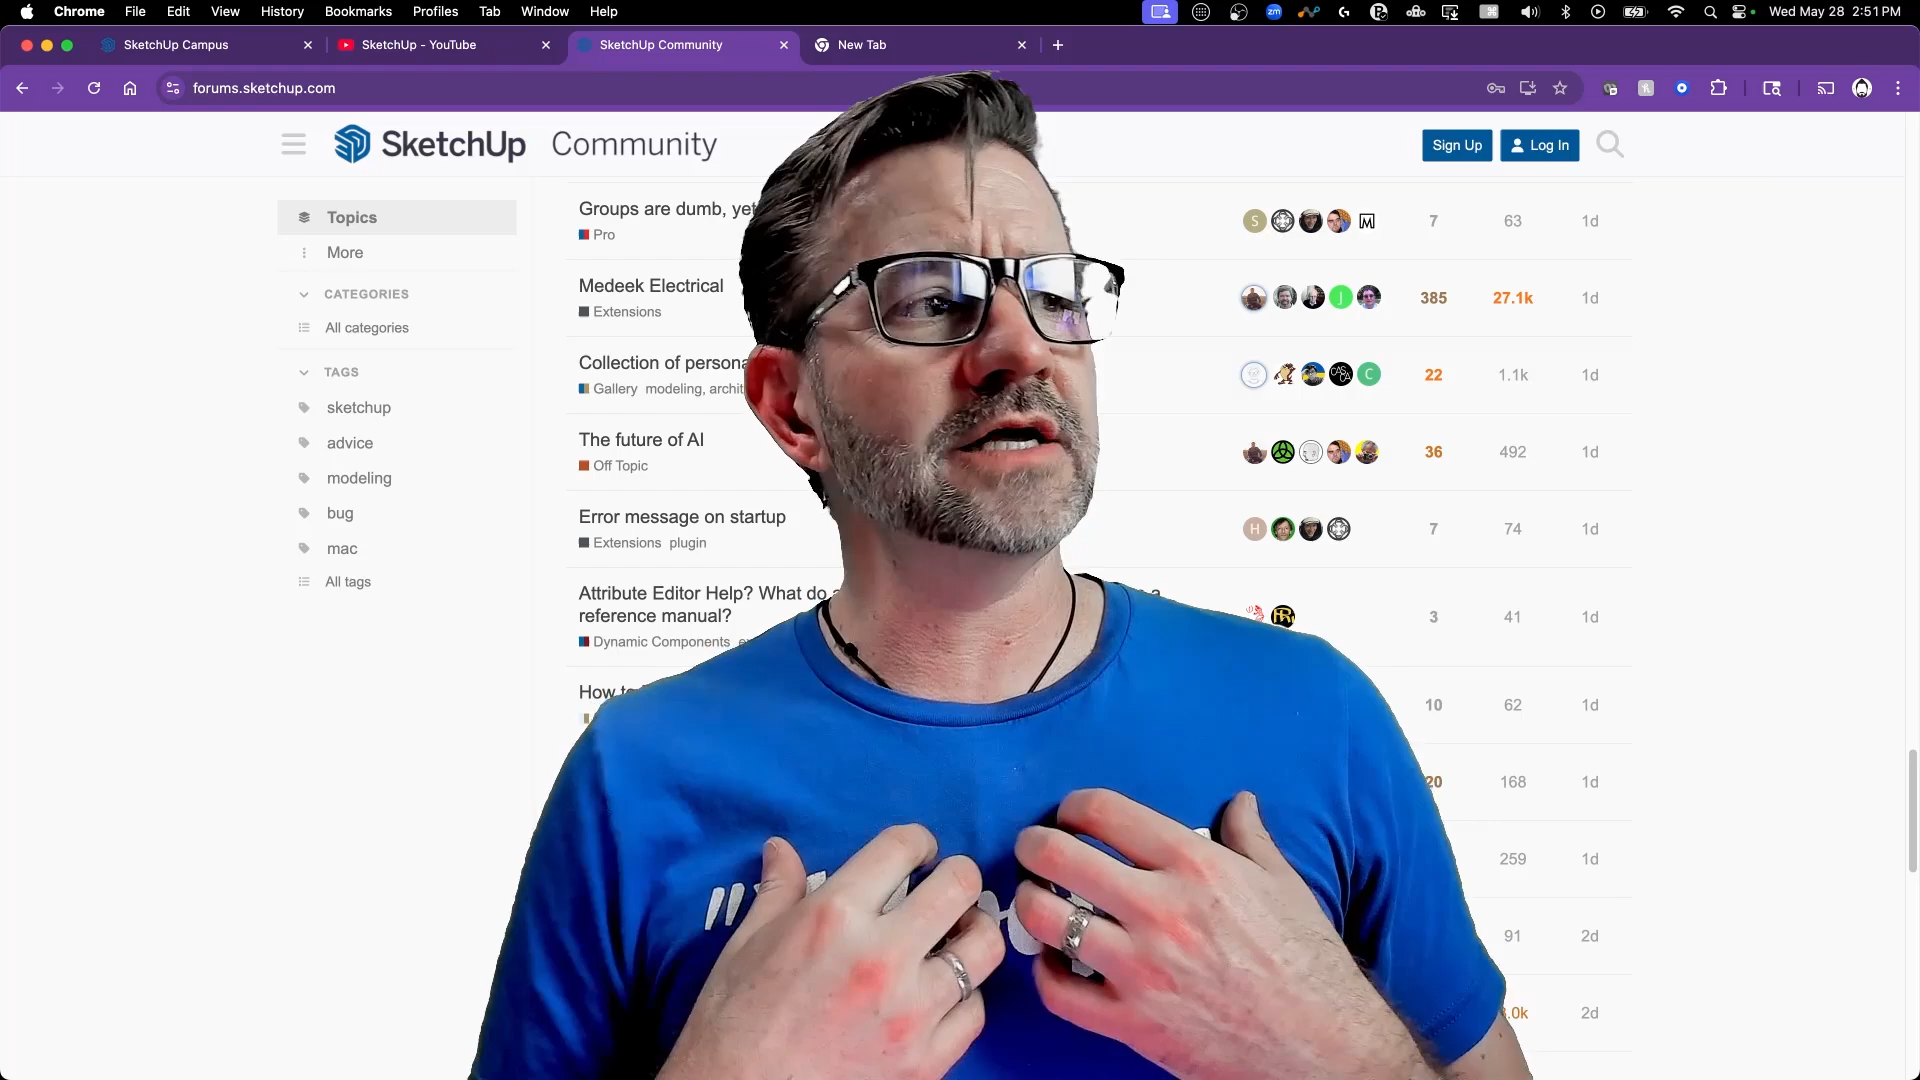 Chrome File Edit View History Bookmarks Profiles Tab Window Help
zm
Wed May 28 2:51 PM
SketchUp Campus
SketchUp - YouTube
SketchUp Community
New Tab
forums.sketchup.com
SketchUp Community
Sign Up
Log In
Topics
More
CATEGORIES
All categories
TAGS
sketchup
advice
modeling
bug
mac
All tags
Groups are dumb, yet
Pro
S
7 63 1d
Medeek Electrical
Extensions
J
385 27.1k 1d
Collection of persona
Gallery modeling, archit
C
22 1.1k 1d
The future of AI
Off Topic
36 492 1d
Error message on startup
Extensions plugin
H
7 74 1d
Attribute Editor Help? What do a
reference manual?
Dynamic Components
3 41 1d
How to
10 62 1d
20 168 1d
259 1d
91 2d
.0k 2d